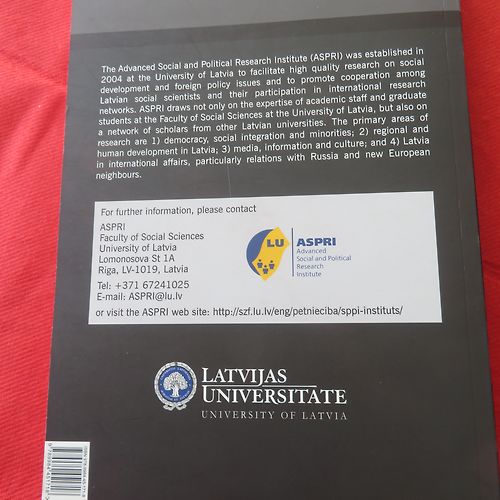 The Advanced Social and Political Research Institute (ASPRI) was established in
2004 at the University of Latvia to facilitate high quality research on social
development and foreign policy issues and to promote cooperation among
Latvian social scientists and their participation in international research
networks. ASPRI draws not only on the expertise of academic staff and graduate
students at the Faculty of Social Sciences at the University of Latvia, but also on
a network of scholars from other Latvian universities. The primary areas of
research are 1) democracy, social integration and minorities; 2) regional and
human development in Latvia; 3) media, information and culture; and 4) Latvia
in international affairs, particularly relations with Russia and new European
neighbours.
For further information, please contact
ASPRI
Faculty of Social Sciences
University of Latvia
Lomonosova St 1A
Riga, LV-1019, Latvia
Tel: +371 67241025
E-mail: ASPRI@lu.lv
or visit the ASPRI web site: http://szf.lu.lv/eng/petnieciba/sppi-instituts/
LU
ASPRI
Advanced
Social and Political
Research
Institute
LATVIJAS
UNIVERSITATE
UNIVERSITY OF LATVIA